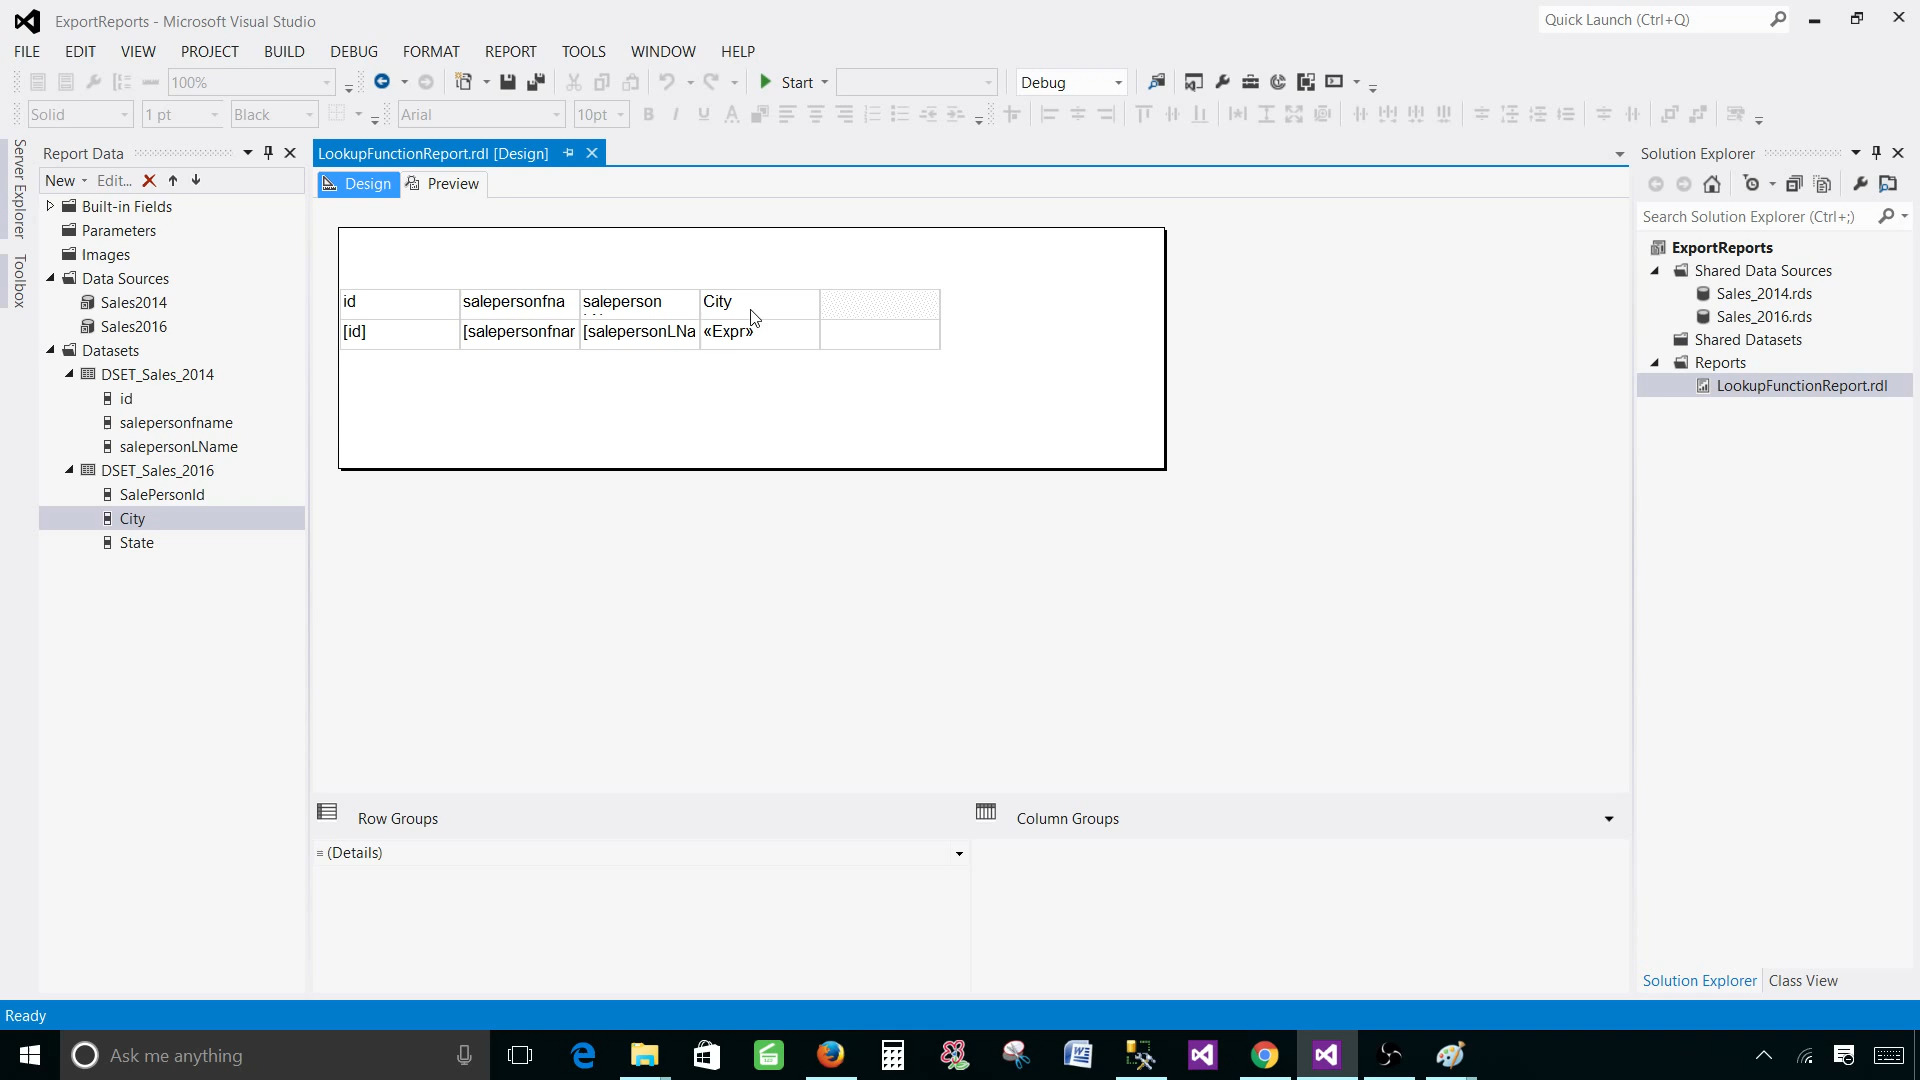 ExportReports - Microsoft Visual Studio
Quick Launch (Ctrl+Q)
FILE EDIT VIEW PROJECT BUILD DEBUG FORMAT REPORT TOOLS WINDOW HELP
100% Start Debug
Solid 1 pt Black Arial 10pt B I U A
Server Explorer
Toolbox
Report Data
New Edit...
Built-in Fields
Parameters
Images
Data Sources
Sales2014
Sales2016
Datasets
DSET_Sales_2014
id
salepersonfname
salepersonLName
DSET_Sales_2016
SalePersonId
City
State
LookupFunctionReport.rdl [Design]
Design Preview
id salepersonfna saleperson City
[id] [salepersonfnar [salepersonLNa «Expr»
Row Groups
Column Groups
(Details)
Solution Explorer
Search Solution Explorer (Ctrl+;)
ExportReports
Shared Data Sources
Sales_2014.rds
Sales_2016.rds
Shared Datasets
Reports
LookupFunctionReport.rdl
Solution Explorer Class View
Ready
Ask me anything